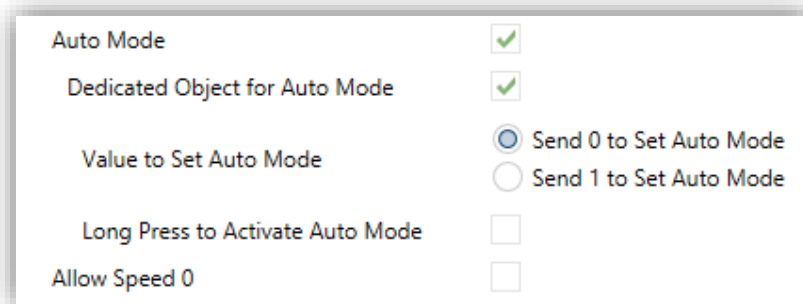 Auto Mode
Dedicated Object for Auto Mode
Value to Set Auto Mode
Send 0 to Set Auto Mode
Send 1 to Set Auto Mode
Long Press to Activate Auto Mode
Allow Speed 0